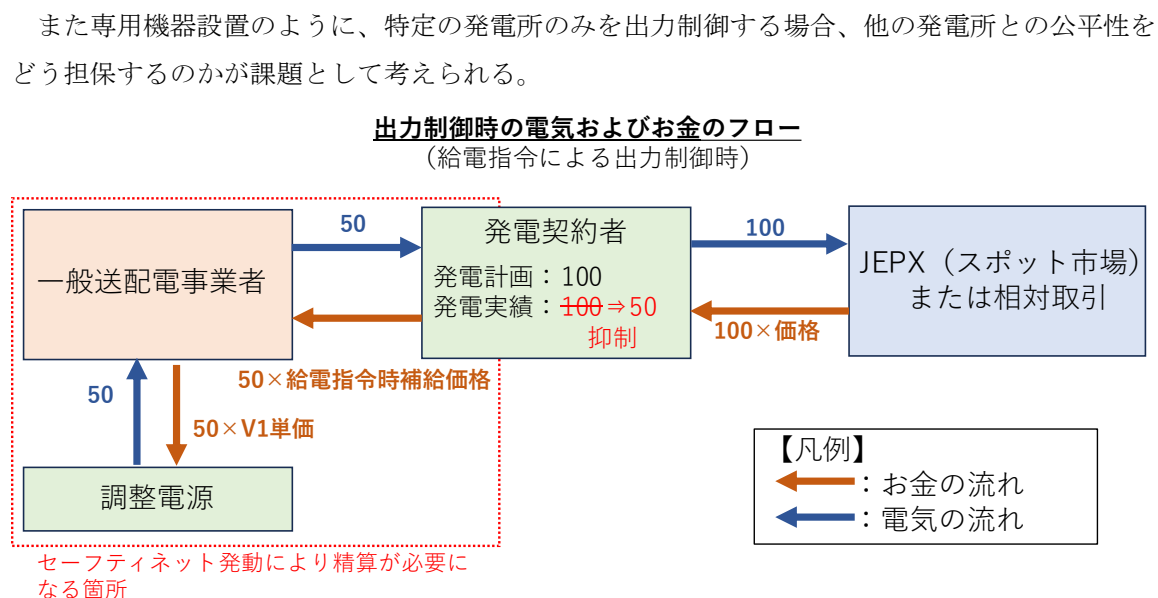 また専用機器設置のように、特定の発電所のみを出力制御する場合、他の発電所との公平性を
どう担保するのかが課題として考えられる。
出力制御時の電気およびお金のフロー
（給電指令による出力制御時）
一般送配電事業者
50
発電契約者
発電計画：100
発電実績：100⇒50
抑制
100
JEPX（スポット市場）
または相対取引
100×価格
50×給電指令時補給価格
50
50×V1単価
調整電源
【凡例】
：お金の流れ
：電気の流れ
セーフティネット発動により精算が必要に
なる箇所